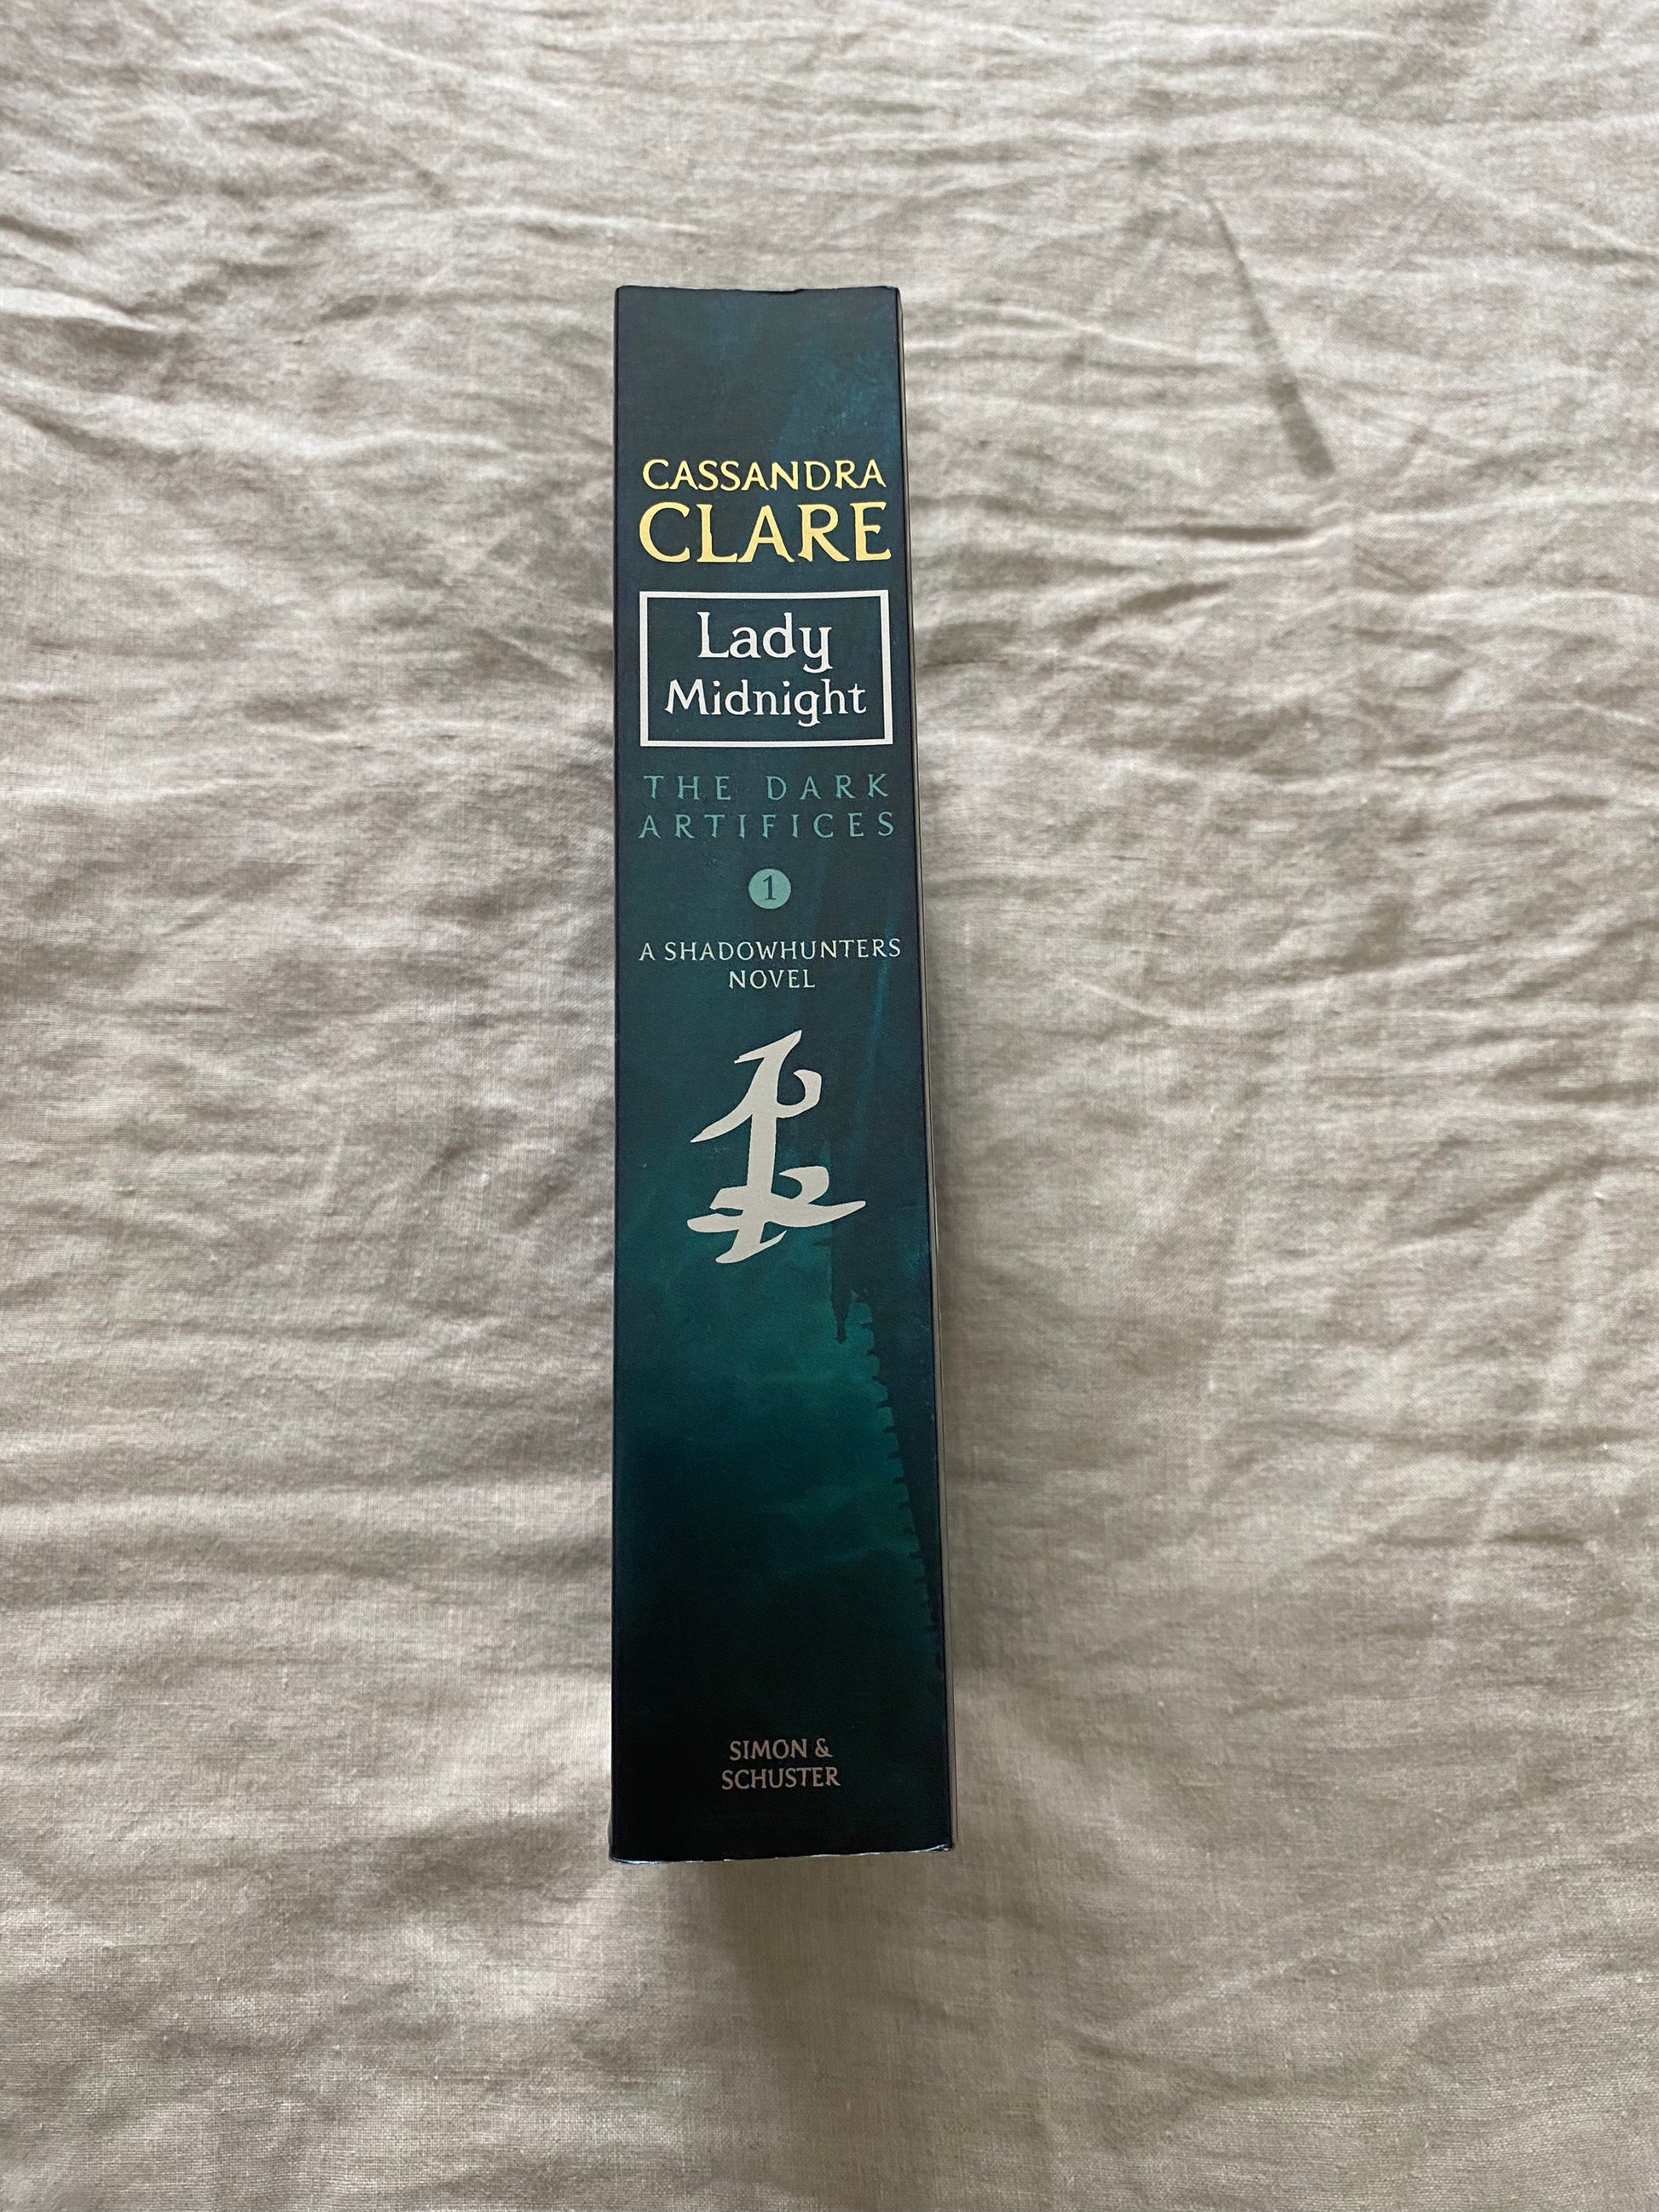 CASSANDRA
CLARE
Lady
Midnight
THE DARK
ARTIFICES
1
A SHADOWHUNTERS
NOVEL
SIMON &
SCHUSTER